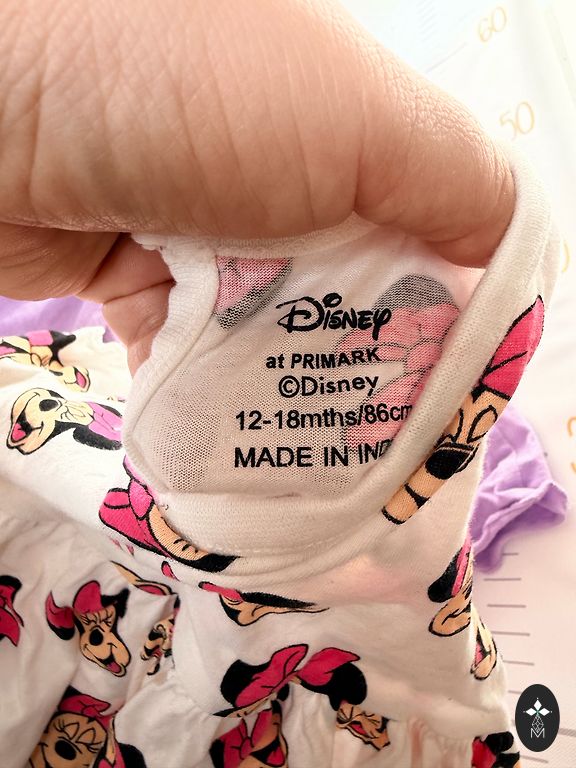 60
50
Disney
at PRIMARK
©Disney
12-18mths/86cm
MADE IN